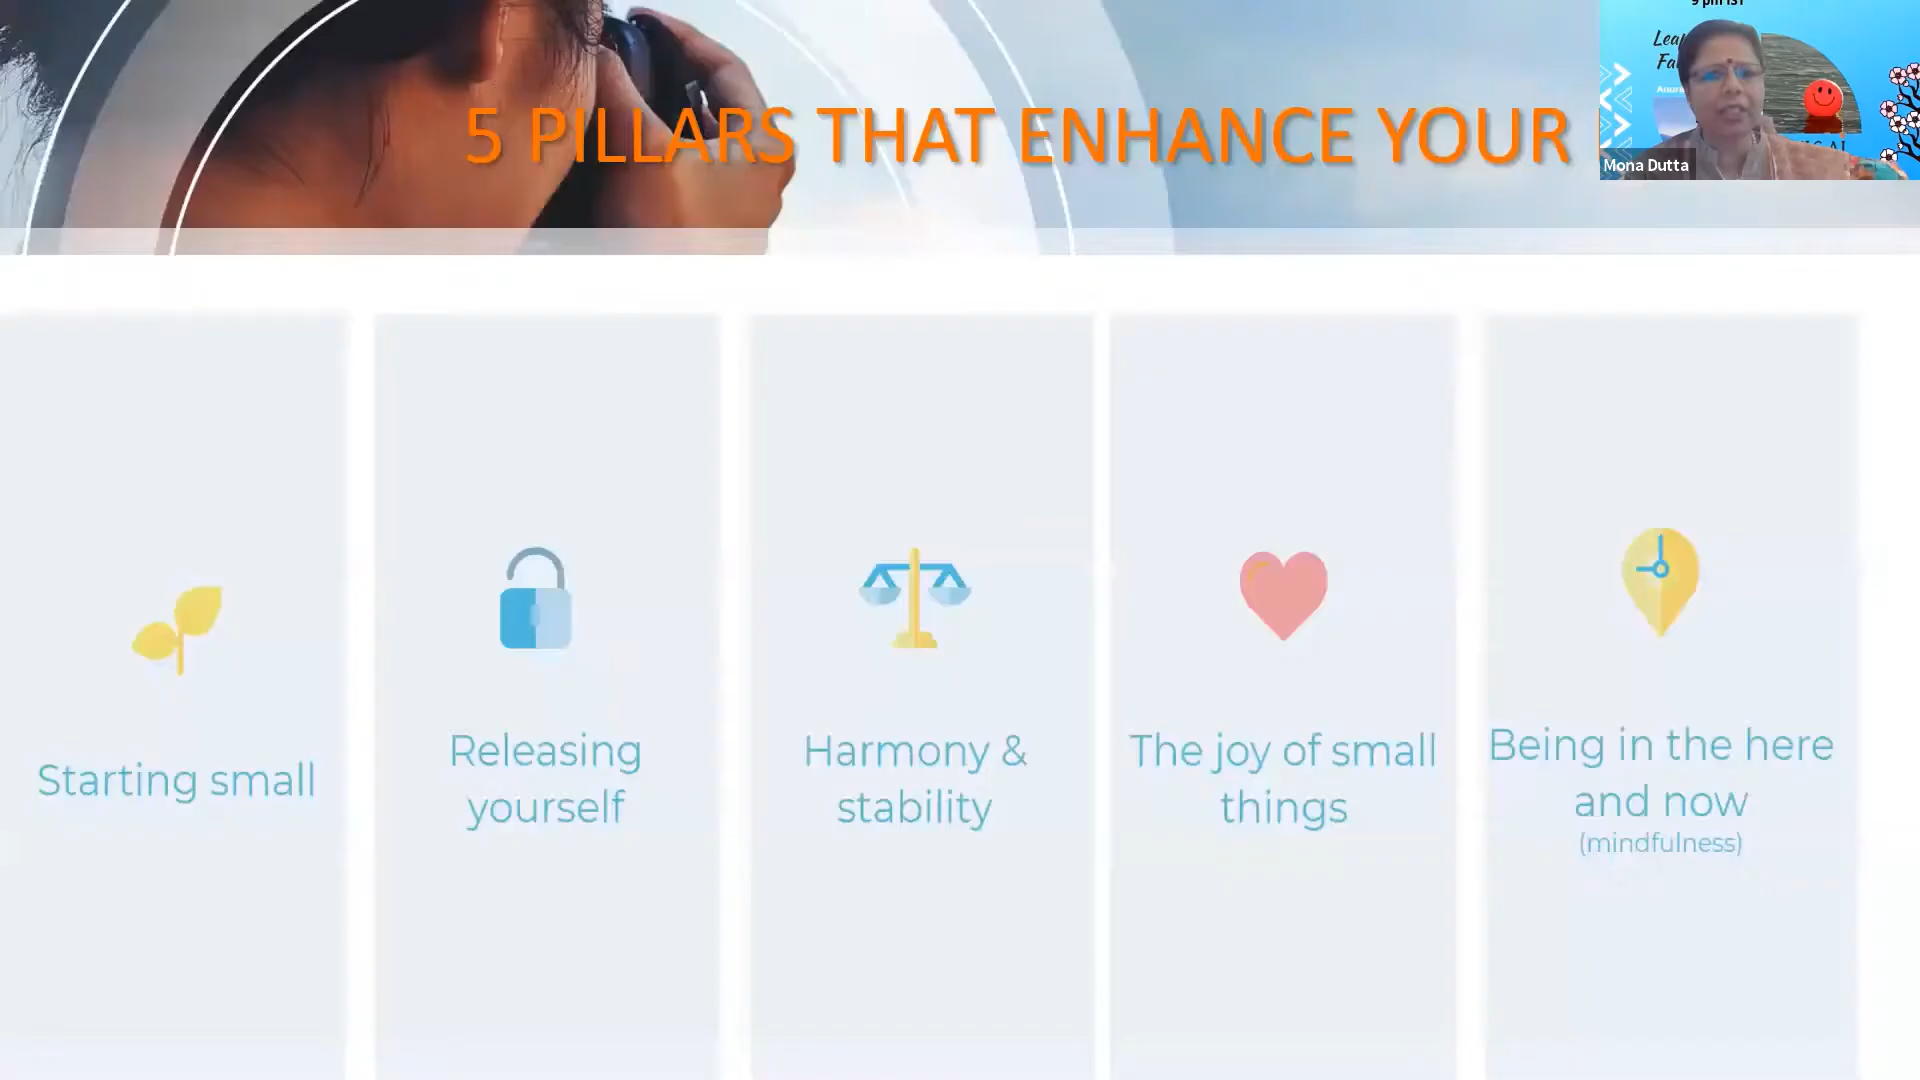 5 PILLARS THAT ENHANCE YOUR
Mona Dutta
Starting small
Releasing
yourself
Harmony &
stability
The joy of small
things
Being in the here
and now
(mindfulness)